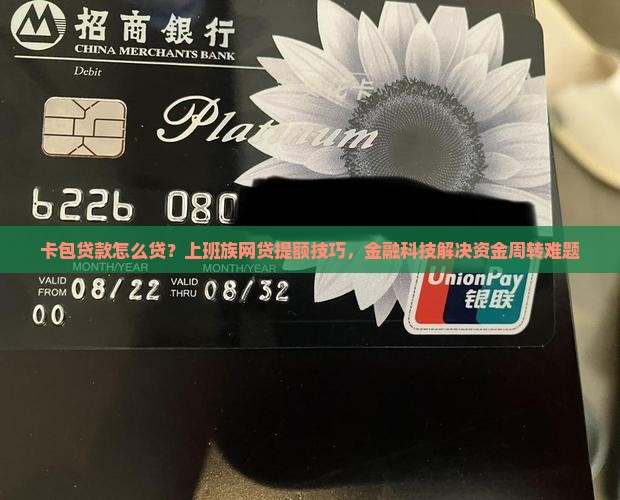 招商銀行
CHINA MERCHANTS BANK
Debit
Platinum
6226 080
卡包贷款怎么贷？上班族网贷提额技巧，金融科技解决资金周转难题
MONTH/YEAR MONTH/YEAR
VALID FROM 08/22 VALID THRU 08/32
00
UnionPay
银联